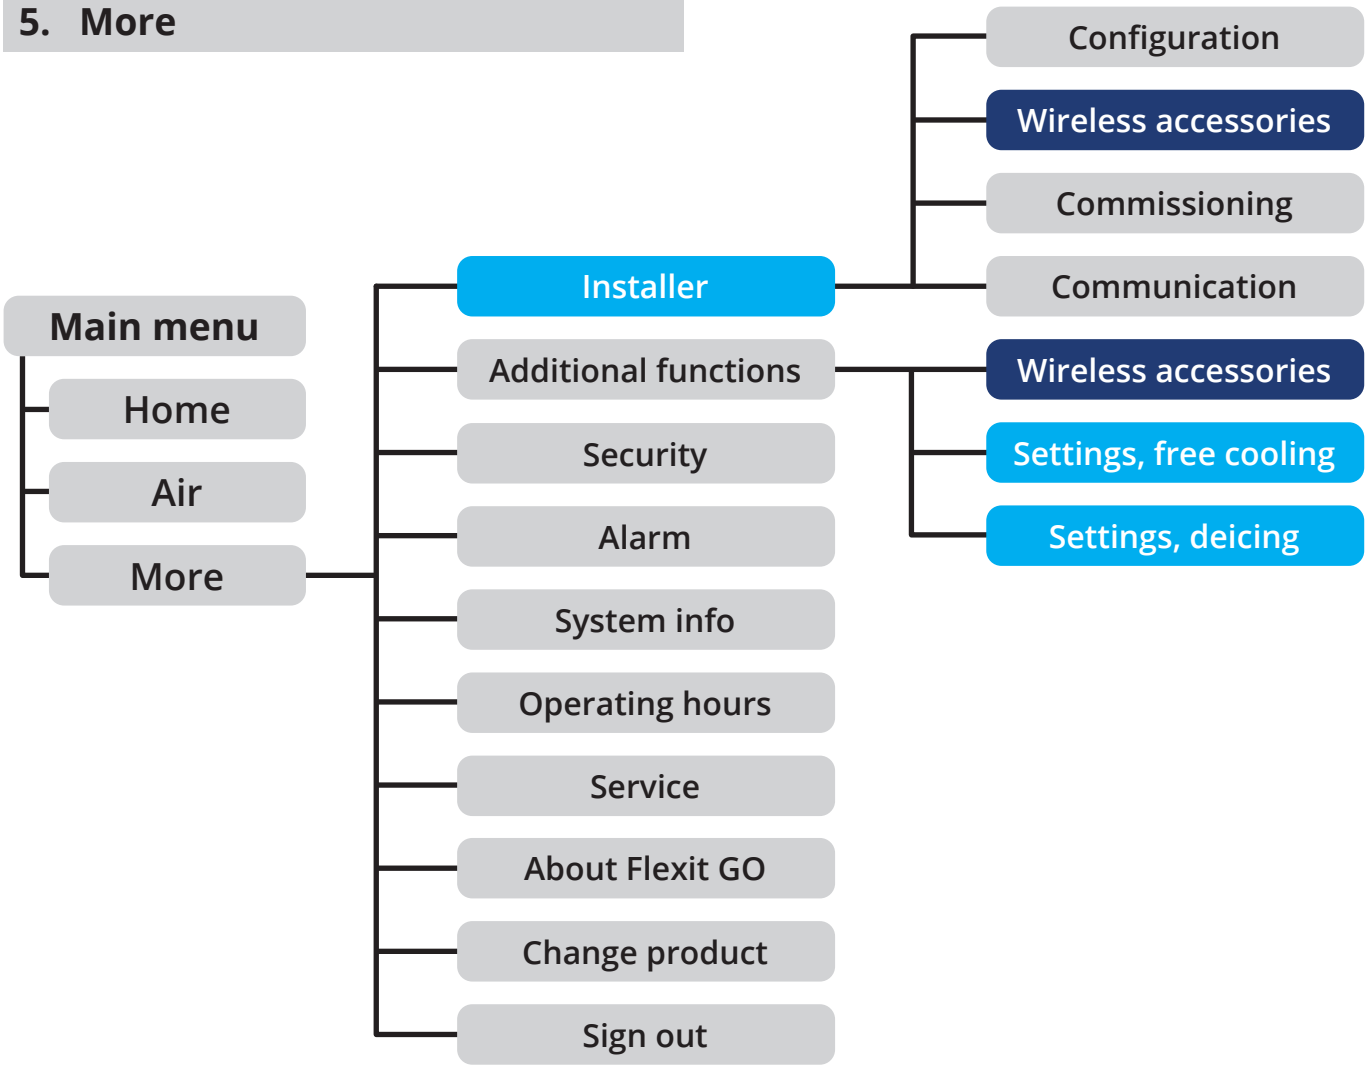 5. More
Main menu
Home
Air
More
Installer
Additional functions
Security
Alarm
System info
Operating hours
Service
About Flexit GO
Change product
Sign out
Configuration
Wireless accessories
Commissioning
Communication
Wireless accessories
Settings, free cooling
Settings, deicing